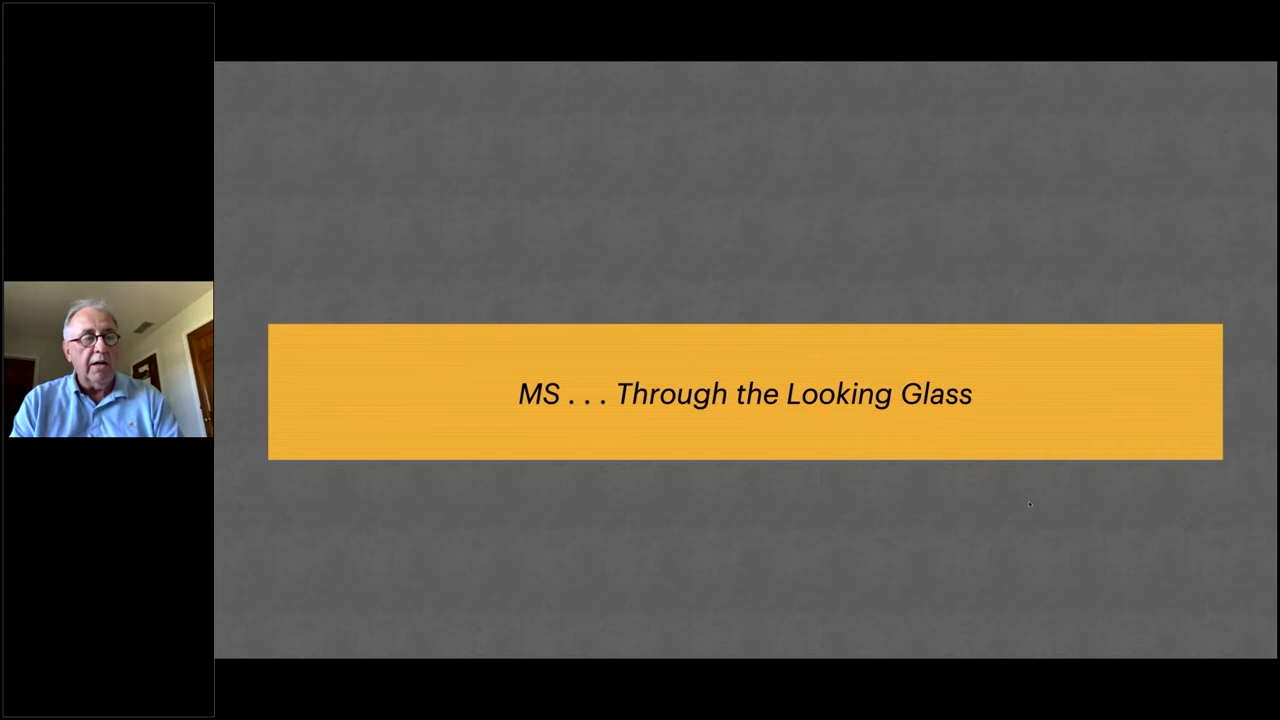 MS . . . Through the Looking Glass